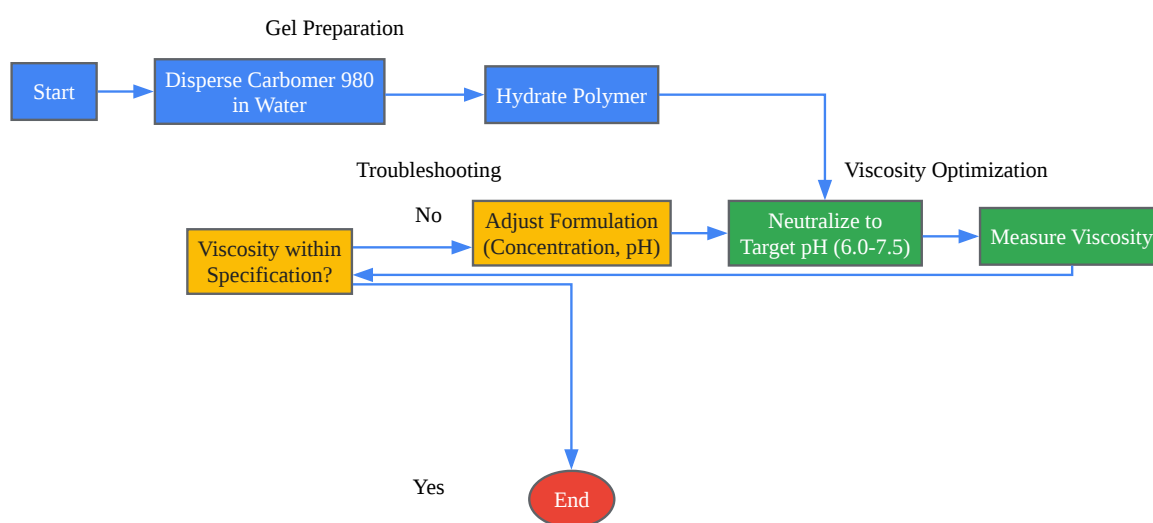 Gel Preparation
Start
Disperse Carbomer 980
in Water
Hydrate Polymer
Troubleshooting
Viscosity Optimization
No
Viscosity within
Specification?
Adjust Formulation
(Concentration, pH)
Neutralize to
Target pH (6.0-7.5)
Measure Viscosity
Yes
End